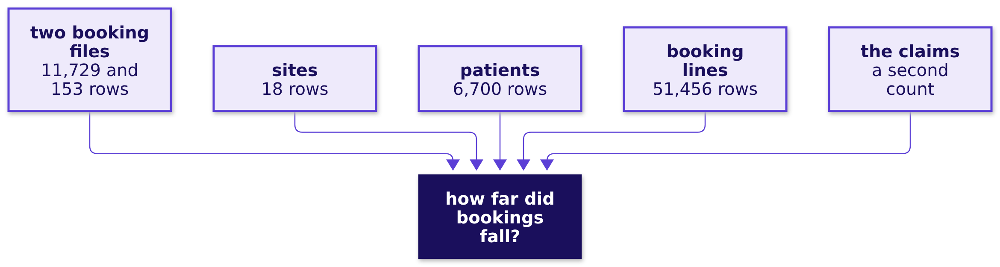 two booking
files
11,729 and
153 rows
sites
18 rows
patients
6,700 rows
booking
lines
51,456 rows
the claims
a second
count
how far did
bookings
fall?